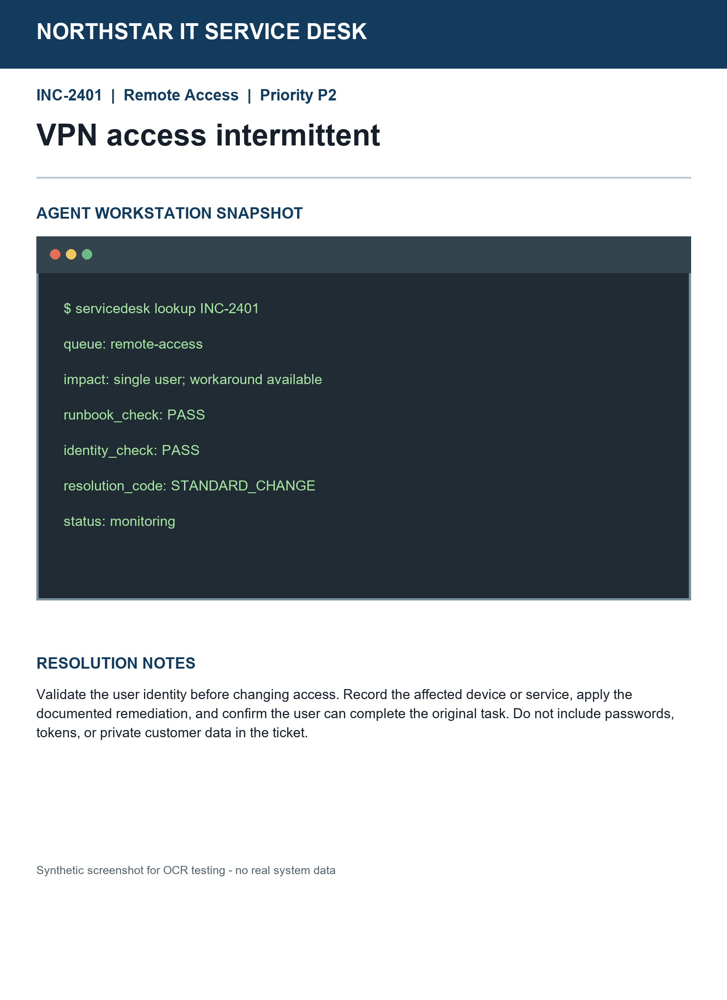 NORTHSTAR IT SERVICE DESK
INC-2401 | Remote Access | Priority P2
VPN access intermittent
AGENT WORKSTATION SNAPSHOT
$ servicedesk lookup INC-2401
queue: remote-access
impact: single user; workaround available
runbook_check: PASS
identity_check: PASS
resolution_code: STANDARD_CHANGE
status: monitoring
RESOLUTION NOTES
Validate the user identity before changing access. Record the affected device or service, apply the
documented remediation, and confirm the user can complete the original task. Do not include passwords,
tokens, or private customer data in the ticket.
Synthetic screenshot for OCR testing - no real system data